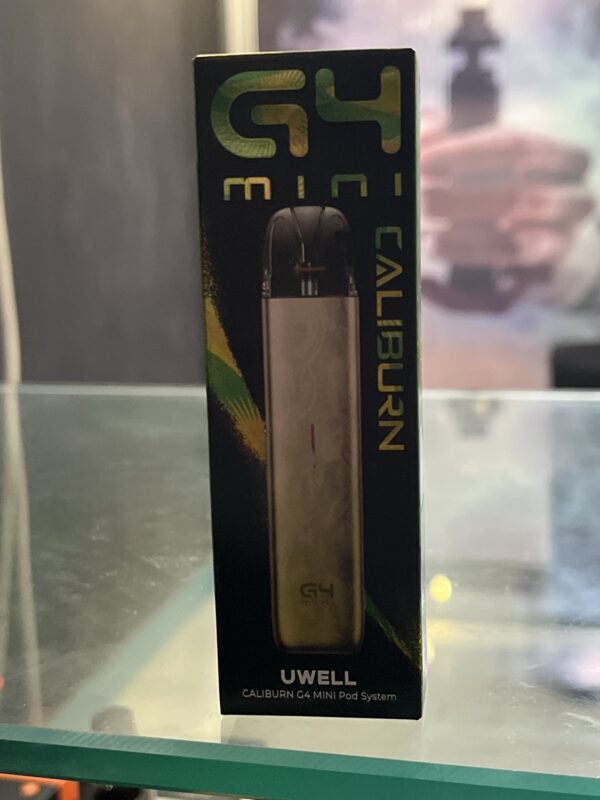 G4
MINI
CALIBURN
G4
UWELL
CALIBURN G4 MINI Pod System